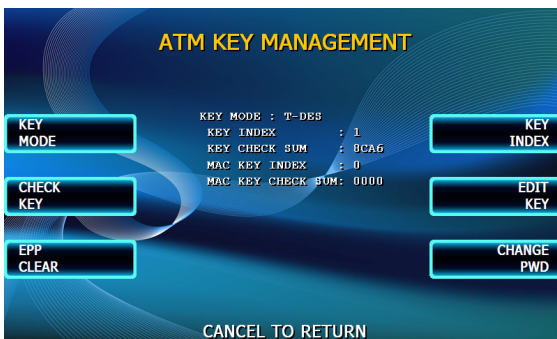 ATM KEY MANAGEMENT
KEY MODE : T-DES
KEY INDEX : 1
KEY CHECK SUM : 8CA6
MAC KEY INDEX : 0
MAC KEY CHECK SUM: 0000
KEY
MODE
KEY
INDEX
CHECK
KEY
EDIT
KEY
EPP
CLEAR
CHANGE
PWD
CANCEL TO RETURN